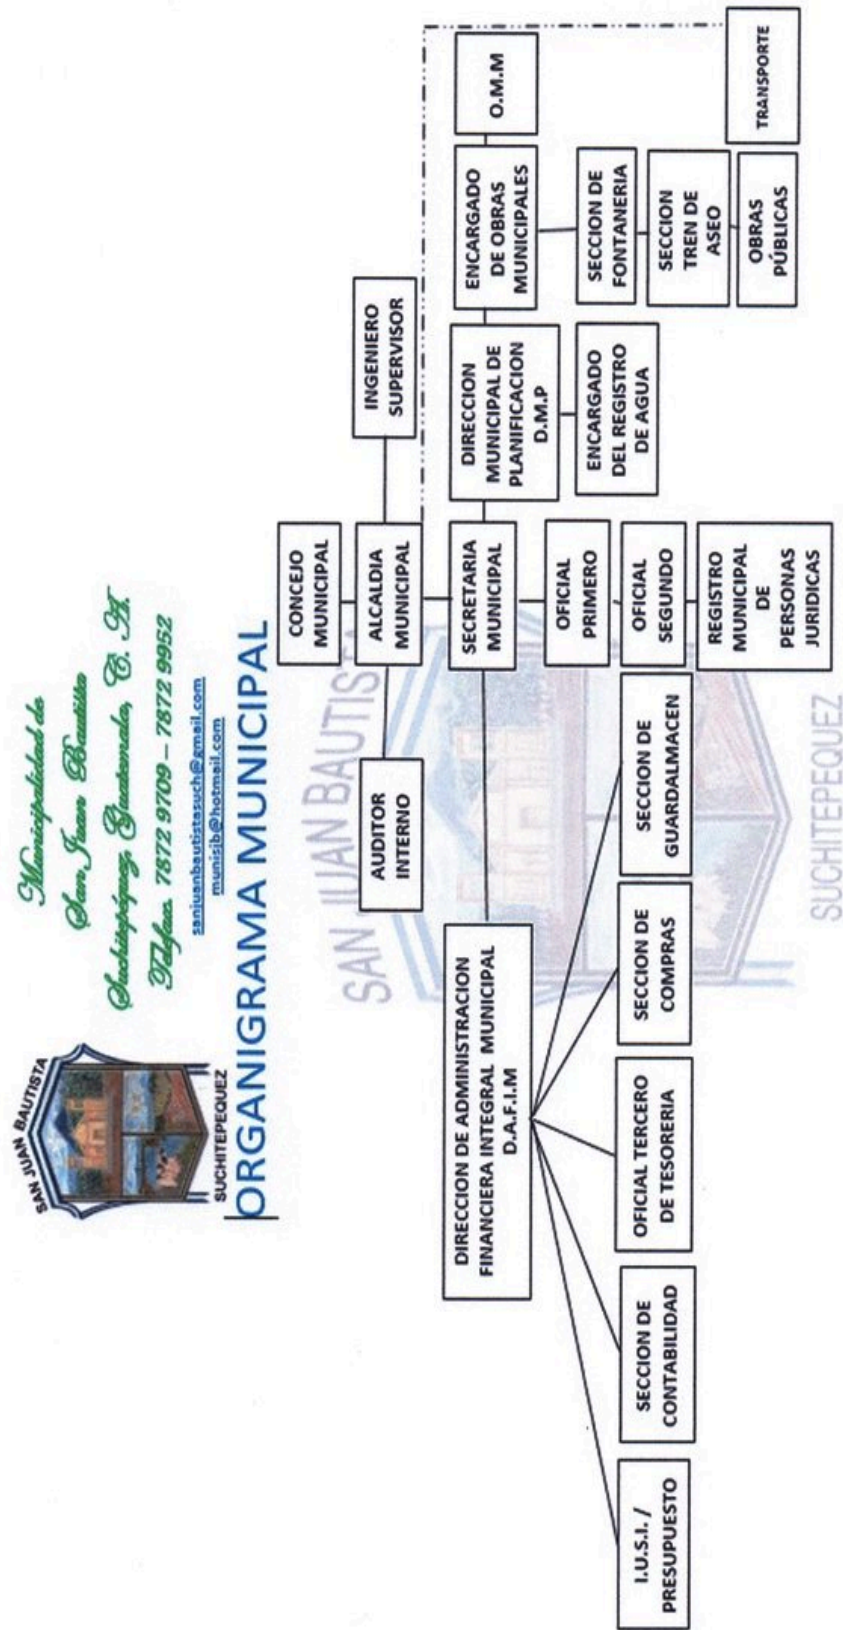 SAN JUAN BAUTISTA
SUCHITEPEQUEZ
Municipalidad de
San Juan Bautista
Suchitepéquez, Guatemala, C. A.
Telefax. 7872 9709 – 7872 9952
sanjuanbautistasuch@gmail.com
munisjb@hotmail.com
ORGANIGRAMA MUNICIPAL
CONCEJO
MUNICIPAL
AUDITOR
INTERNO
ALCALDIA
MUNICIPAL
INGENIERO
SUPERVISOR
DIRECCION DE ADMINISTRACION
FINANCIERA INTEGRAL MUNICIPAL
D.A.F.I.M
SECRETARIA
MUNICIPAL
DIRECCION
MUNICIPAL DE
PLANIFICACION
D.M.P
ENCARGADO
DE OBRAS
MUNICIPALES
O.M.M
I.U.S.I. /
PRESUPUESTO
SECCION DE
CONTABILIDAD
OFICIAL TERCERO
DE TESORERIA
SECCION DE
COMPRAS
SECCION DE
GUARDALMACEN
OFICIAL
PRIMERO
OFICIAL
SEGUNDO
REGISTRO
MUNICIPAL
DE
PERSONAS
JURIDICAS
ENCARGADO
DEL REGISTRO
DE AGUA
SECCION DE
FONTANERIA
SECCION
TREN DE
ASEO
OBRAS
PÚBLICAS
TRANSPORTE
SAN JUAN BAUTISTA
SUCHITEPEQUEZ